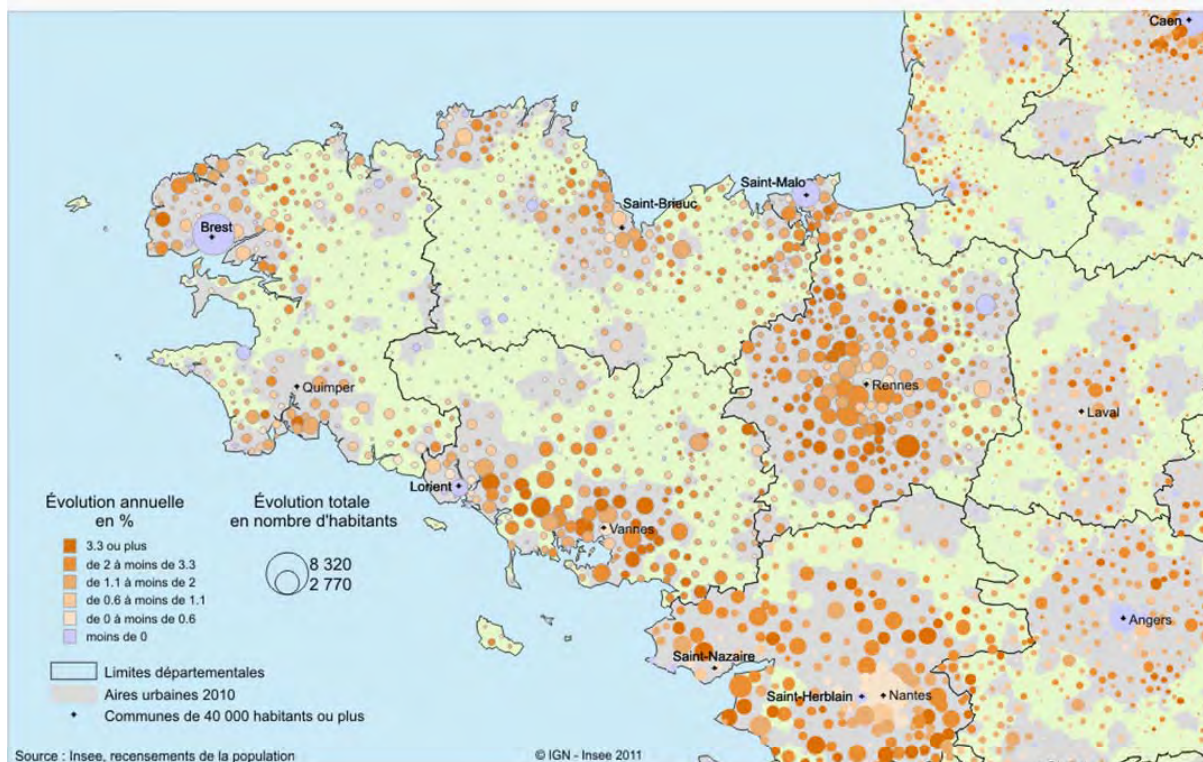 Caen
Saint-Malo
Saint-Brieuc
Brest
Quimper
Rennes
Laval
Lorient
Vannes
Angers
Saint-Nazaire
Saint-Herblain
Nantes
Évolution annuelle
en %
3.3 ou plus
de 2 à moins de 3.3
de 1.1 à moins de 2
de 0.6 à moins de 1.1
de 0 à moins de 0.6
moins de 0
Évolution totale
en nombre d'habitants
8 320
2 770
Limites départementales
Aires urbaines 2010
Communes de 40 000 habitants ou plus
Source : Insee, recensements de la population
© IGN - Insee 2011